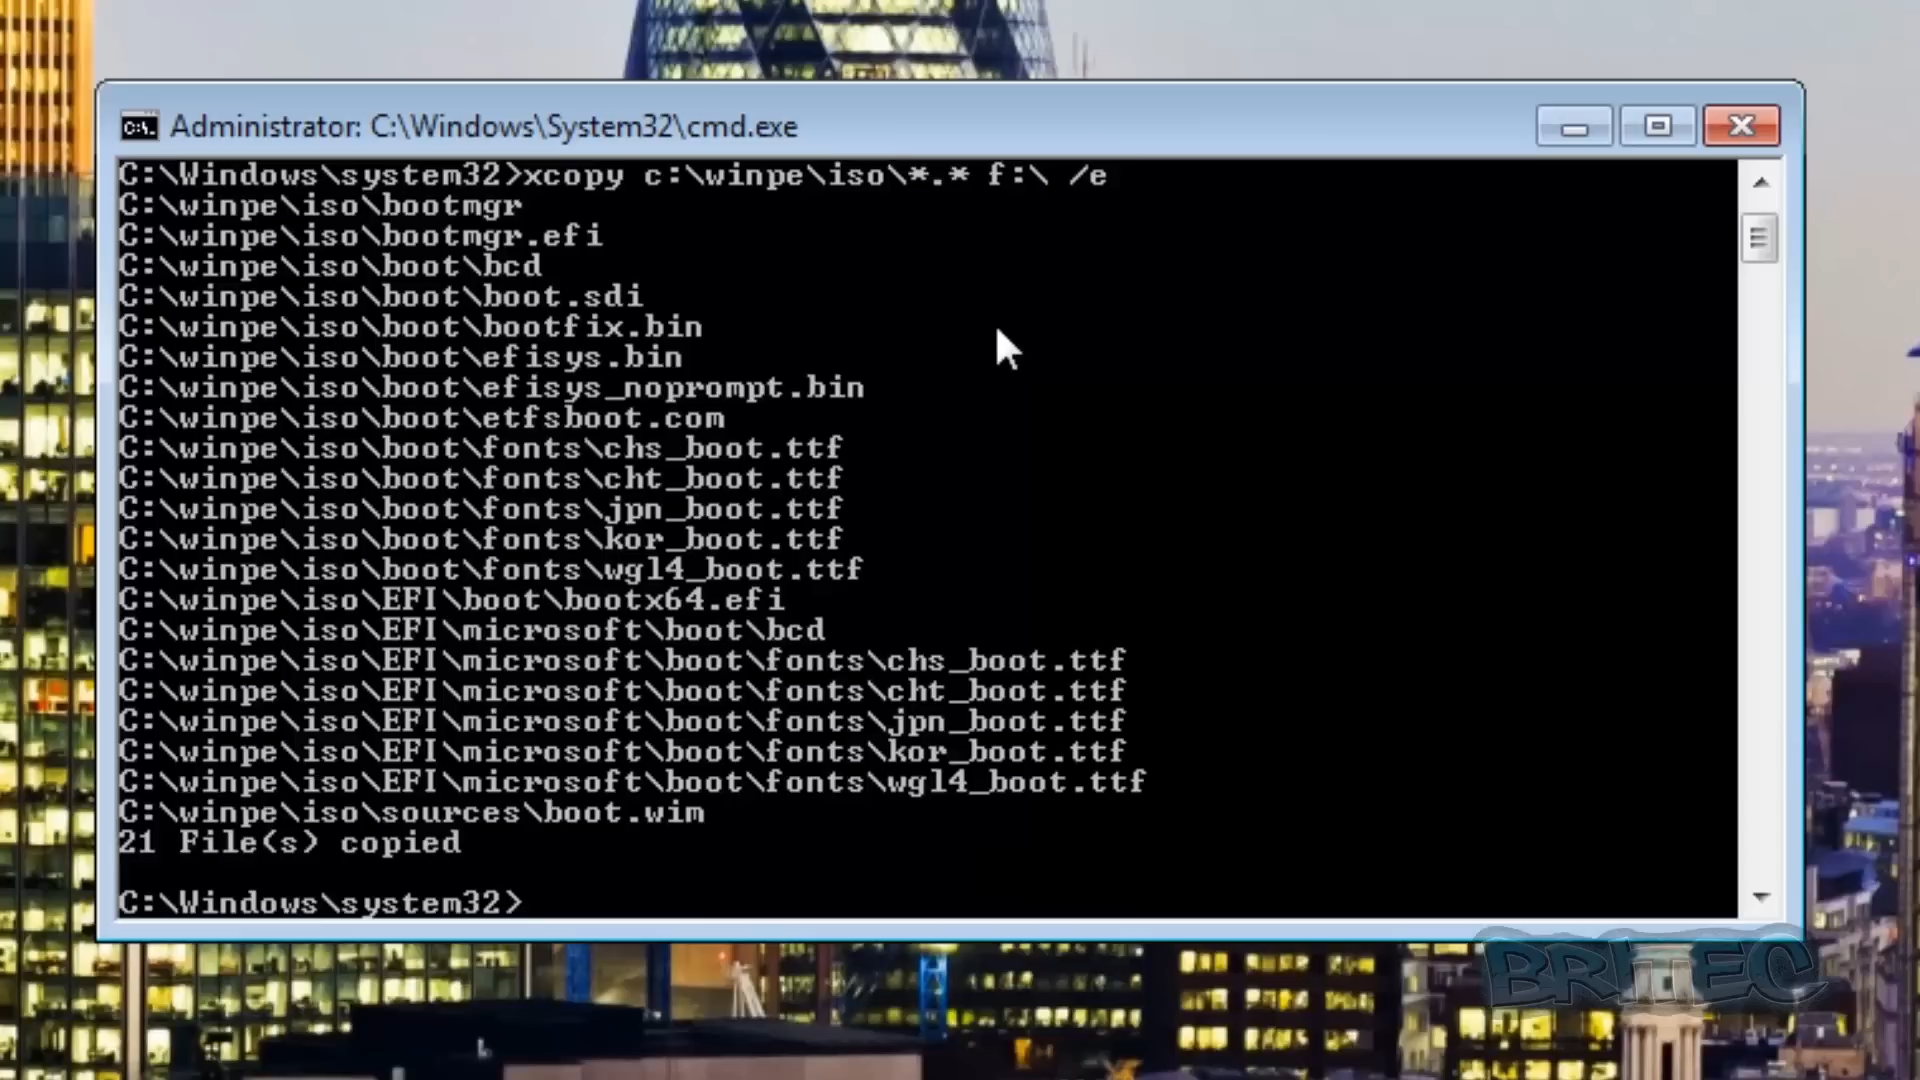 Administrator: C:\Windows\System32\cmd.exe
C:\Windows\system32>xcopy c:\winpe\iso\*.* f:\ /e
C:\winpe\iso\bootmgr
C:\winpe\iso\bootmgr.efi
C:\winpe\iso\boot\bcd
C:\winpe\iso\boot\boot.sdi
C:\winpe\iso\boot\bootfix.bin
C:\winpe\iso\boot\efisys.bin
C:\winpe\iso\boot\efisys_noprompt.bin
C:\winpe\iso\boot\etfsboot.com
C:\winpe\iso\boot\fonts\chs_boot.ttf
C:\winpe\iso\boot\fonts\cht_boot.ttf
C:\winpe\iso\boot\fonts\jpn_boot.ttf
C:\winpe\iso\boot\fonts\kor_boot.ttf
C:\winpe\iso\boot\fonts\wgl4_boot.ttf
C:\winpe\iso\EFI\boot\bootx64.efi
C:\winpe\iso\EFI\microsoft\boot\bcd
C:\winpe\iso\EFI\microsoft\boot\fonts\chs_boot.ttf
C:\winpe\iso\EFI\microsoft\boot\fonts\cht_boot.ttf
C:\winpe\iso\EFI\microsoft\boot\fonts\jpn_boot.ttf
C:\winpe\iso\EFI\microsoft\boot\fonts\kor_boot.ttf
C:\winpe\iso\EFI\microsoft\boot\fonts\wgl4_boot.ttf
C:\winpe\iso\sources\boot.wim
21 File(s) copied
C:\Windows\system32>
BRITEC